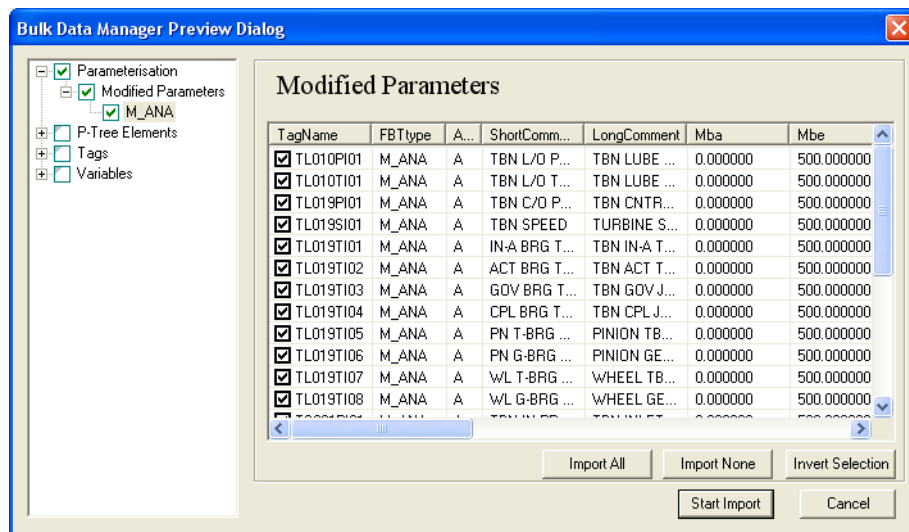 Bulk Data Manager Preview Dialog
Parameterisation
Modified Parameters
M_ANA
P-Tree Elements
Tags
Variables
Modified Parameters
TagName FBTtype A... ShortComm... LongComment Mba Mbe
TL010PI01 M_ANA A TBN L/O P... TBN LUBE ... 0.000000 500.000000
TL010TI01 M_ANA A TBN L/O T... TBN LUBE ... 0.000000 500.000000
TL019PI01 M_ANA A TBN C/O P... TBN CNTR... 0.000000 500.000000
TL019SI01 M_ANA A TBN SPEED TURBINE S... 0.000000 500.000000
TL019TI01 M_ANA A IN-A BRG T... TBN IN-A T... 0.000000 500.000000
TL019TI02 M_ANA A ACT BRG T... TBN ACT T... 0.000000 500.000000
TL019TI03 M_ANA A GOV BRG T... TBN GOV J... 0.000000 500.000000
TL019TI04 M_ANA A CPL BRG T... TBN CPL J... 0.000000 500.000000
TL019TI05 M_ANA A PN T-BRG ... PINION TB... 0.000000 500.000000
TL019TI06 M_ANA A PN G-BRG ... PINION GE... 0.000000 500.000000
TL019TI07 M_ANA A WL T-BRG ... WHEEL TB... 0.000000 500.000000
TL019TI08 M_ANA A WL G-BRG ... WHEEL GE... 0.000000 500.000000
Import All Import None Invert Selection
Start Import Cancel